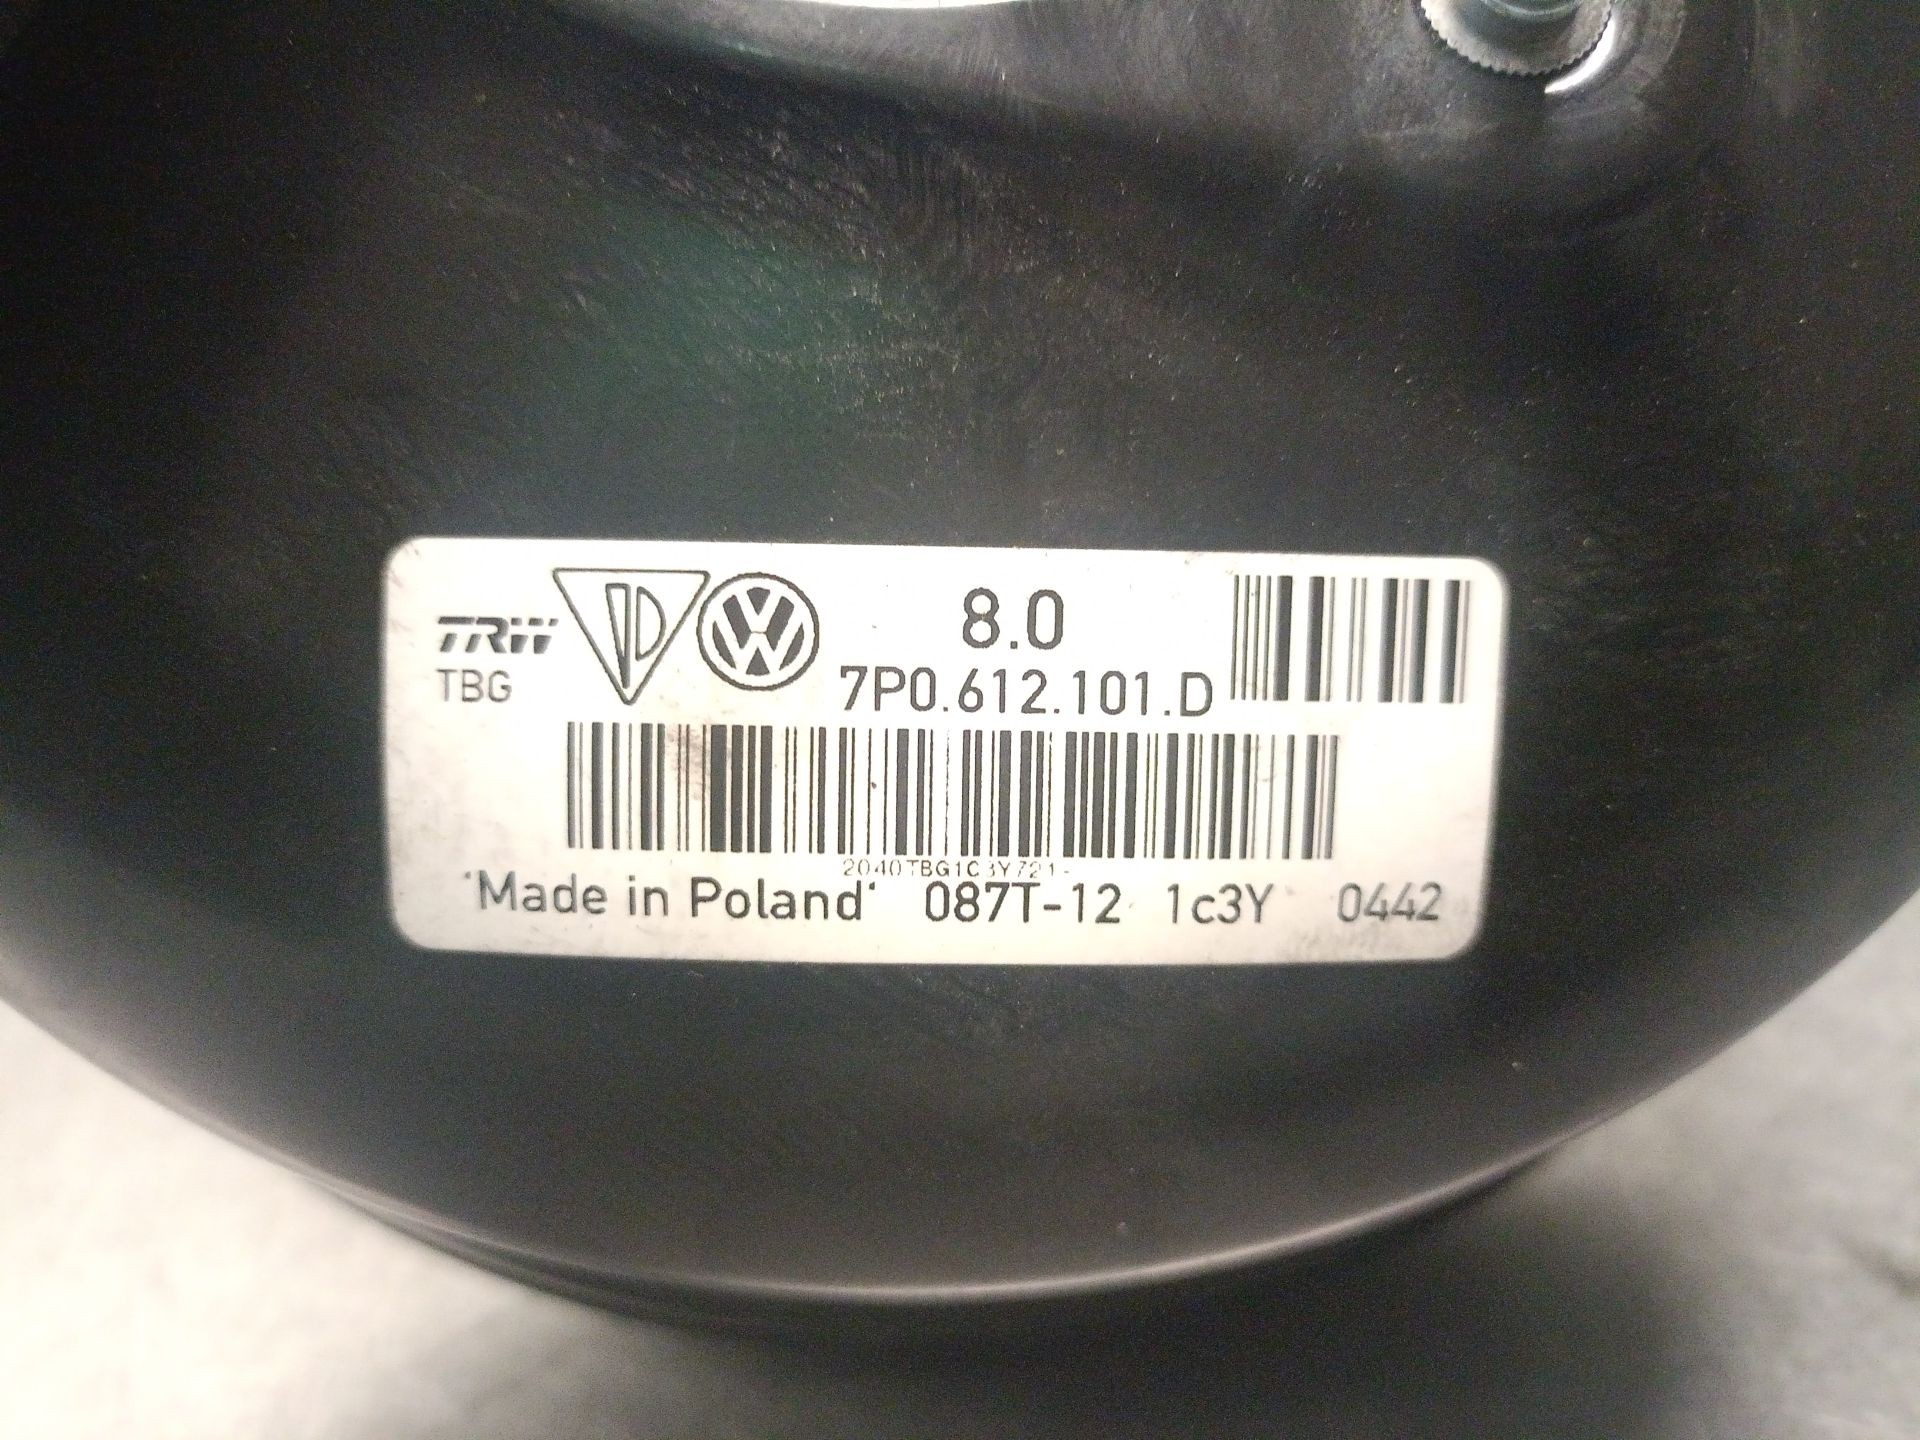 TRW
TBG
8.0
7P0.612.101.D
2040TBG1C3Y721-
'Made in Poland' 087T-12 1c3Y 0442